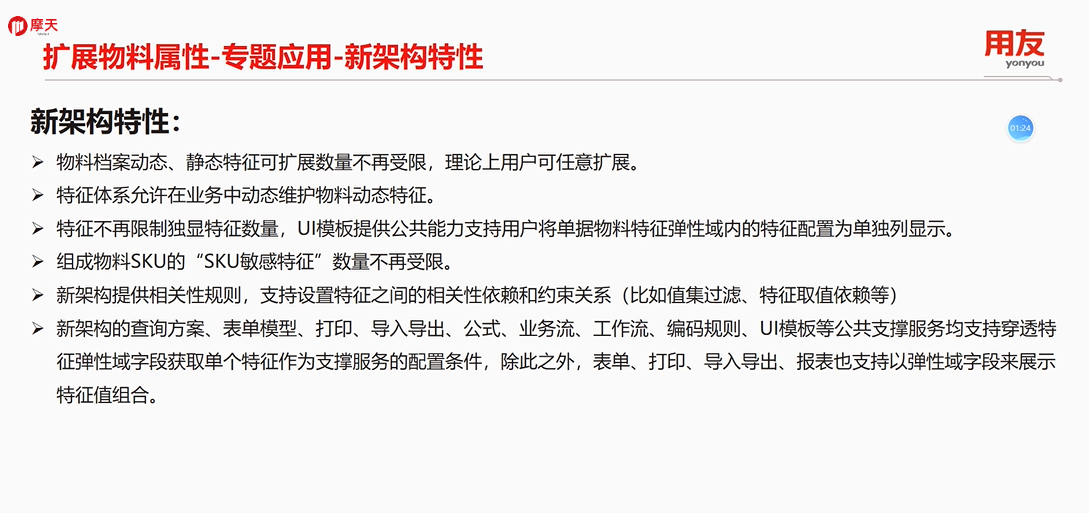 摩天
扩展物料属性-专题应用-新架构特性
用友
yonyou
新架构特性：
01:24
➢ 物料档案动态、静态特征可扩展数量不再受限，理论上用户可任意扩展。
➢ 特征体系允许在业务中动态维护物料动态特征。
➢ 特征不再限制独显特征数量，UI模板提供公共能力支持用户将单据物料特征弹性域内的特征配置为单独列显示。
➢ 组成物料SKU的“SKU敏感特征”数量不再受限。
➢ 新架构提供相关性规则，支持设置特征之间的相关性依赖和约束关系（比如值集过滤、特征取值依赖等）
➢ 新架构的查询方案、表单模型、打印、导入导出、公式、业务流、工作流、编码规则、UI模板等公共支撑服务均支持穿透特
征弹性域字段获取单个特征作为支撑服务的配置条件，除此之外，表单、打印、导入导出、报表也支持以弹性域字段来展示
特征值组合。